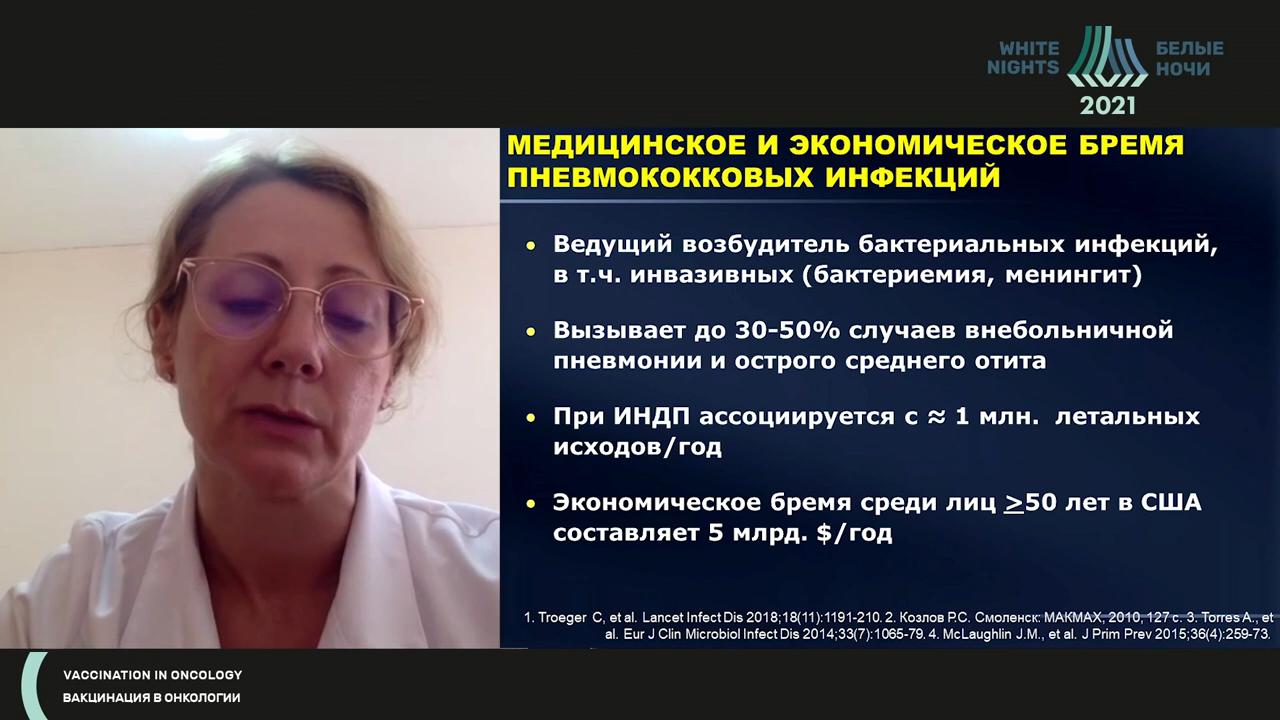 WHITE
NIGHTS
БЕЛЫЕ
НОЧИ
2021
МЕДИЦИНСКОЕ И ЭКОНОМИЧЕСКОЕ БРЕМЯ
ПНЕВМОКОККОВЫХ ИНФЕКЦИЙ
• Ведущий возбудитель бактериальных инфекций,
в т.ч. инвазивных (бактериемия, менингит)
• Вызывает до 30-50% случаев внебольничной
пневмонии и острого среднего отита
• При ИНДП ассоциируется с ≈ 1 млн. летальных
исходов/год
• Экономическое бремя среди лиц ≥50 лет в США
составляет 5 млрд. $/год
1. Troeger C, et al. Lancet Infect Dis 2018;18(11):1191-210. 2. Козлов Р.С. Смоленск: МАКМАХ, 2010, 127 с. 3. Torres A., et
al. Eur J Clin Microbiol Infect Dis 2014;33(7):1065-79. 4. McLaughlin J.M., et al. J Prim Prev 2015;36(4):259-73.
VACCINATION IN ONCOLOGY
ВАКЦИНАЦИЯ В ОНКОЛОГИИ